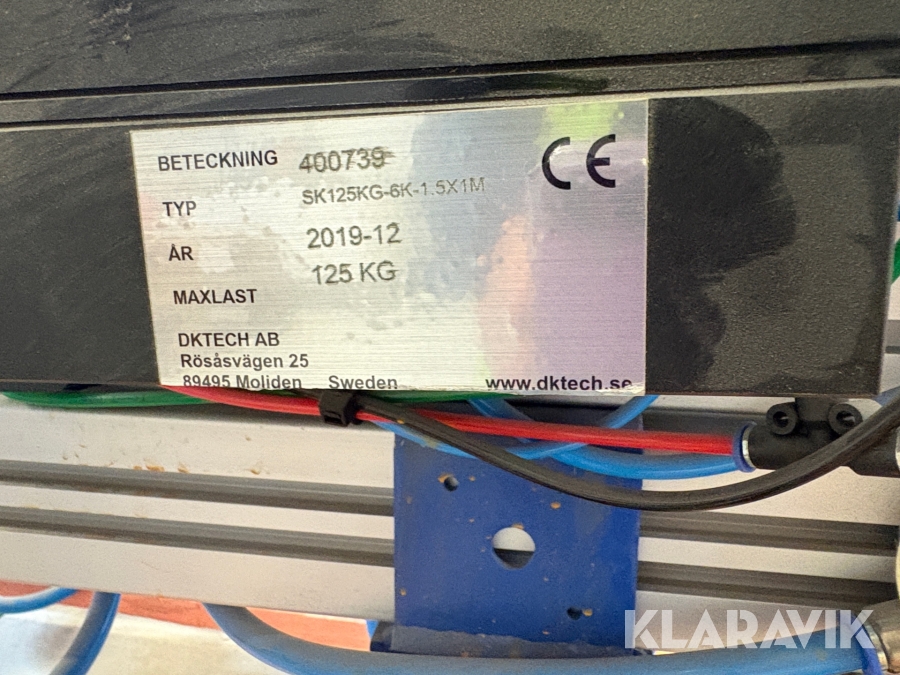 BETECKNING 400739
TYP SK125KG-6K-1.5X1M
ÅR 2019-12
MAXLAST 125 KG
CE
DKTECH AB
Rösåsvägen 25
89495 Moliden Sweden www.dktech.se
KLARAVIK